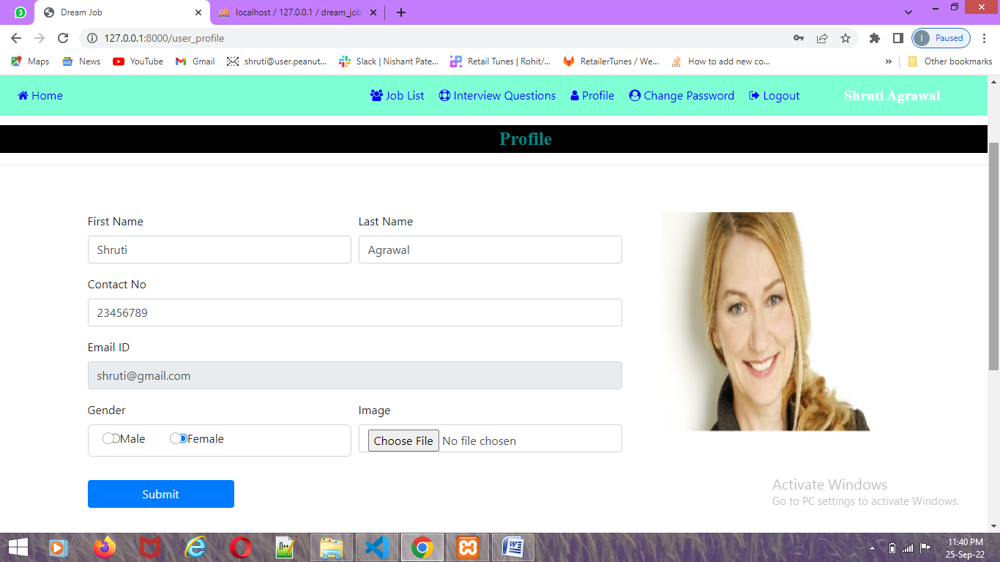 3
Dream Job
localhost / 127.0.0.1 / dream_job
127.0.0.1:8000/user_profile
I
Paused
Maps
News
YouTube
Gmail
shruti@user.peanut...
Slack | Nishant Pate...
Retail Tunes | Rohit/...
RetailerTunes / We...
How to add new co...
»
Other bookmarks
Home
Job List
Interview Questions
Profile
Change Password
Logout
Shruti Agrawal
Profile
First Name
Last Name
Shruti
Agrawal
Contact No
23456789
Email ID
shruti@gmail.com
Gender
Image
Male
Female
Choose File No file chosen
Submit
Activate Windows
Go to PC settings to activate Windows.
11:40 PM
25-Sep-22